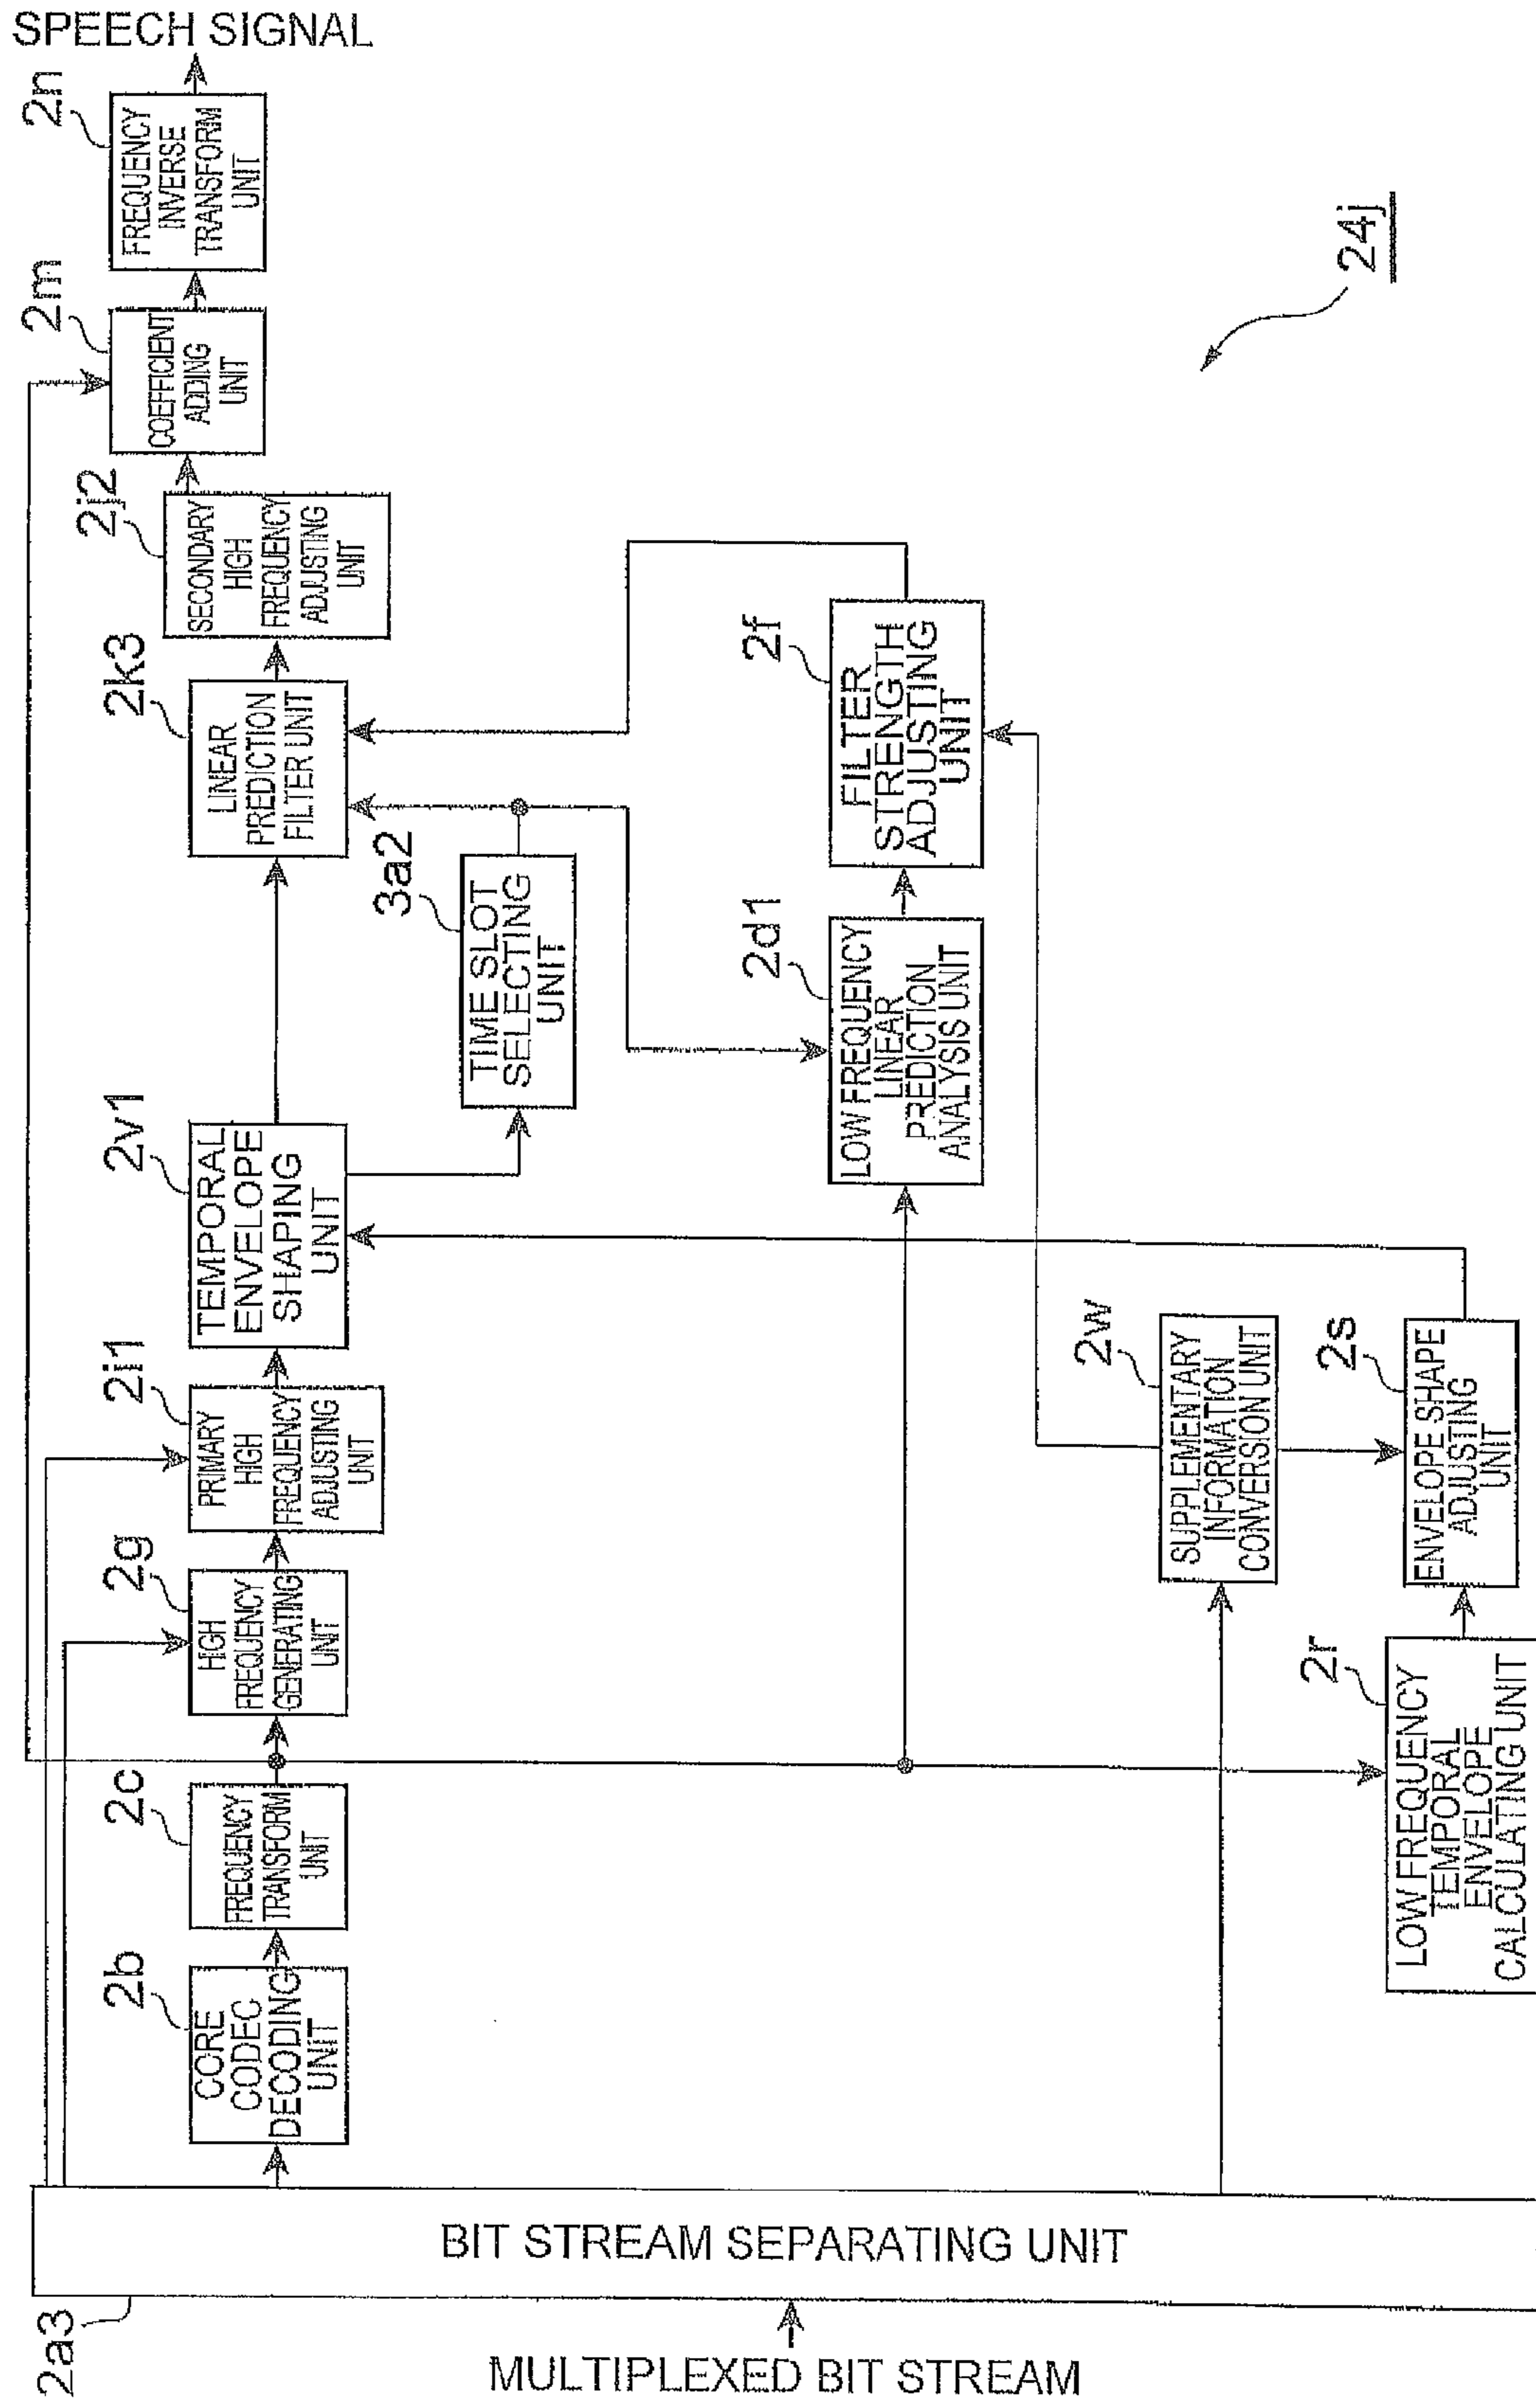 SPEECH SIGNAL
2n
FREQUENCY
INVERSE
TRANSFORM
UNIT
2m
COEFFICIENT
ADDING
UNIT
2j2
SECONDARY
HIGH
FREQUENCY
ADJUSTING
UNIT
2k3
LINEAR
PREDICTION
FILTER UNIT
3a2
TIME SLOT
SELECTING
UNIT
2v1
TEMPORAL
ENVELOPE
SHAPING
UNIT
2i1
PRIMARY
HIGH
FREQUENCY
ADJUSTING
UNIT
2g
HIGH
FREQUENCY
GENERATING
UNIT
2c
FREQUENCY
TRANSFORM
UNIT
2b
CORE
CODEC
DECODING
UNIT
2f
FILTER
STRENGTH
ADJUSTING
UNIT
2d1
LOW FREQUENCY
LINEAR
PREDICTION
ANALYSIS UNIT
2w
SUPPLEMENTARY
INFORMATION
CONVERSION UNIT
2s
ENVELOPE SHAPE
ADJUSTING
UNIT
2r
LOW FREQUENCY
TEMPORAL
ENVELOPE
CALCULATING UNIT
24j
2a3
BIT STREAM SEPARATING UNIT
MULTIPLEXED BIT STREAM